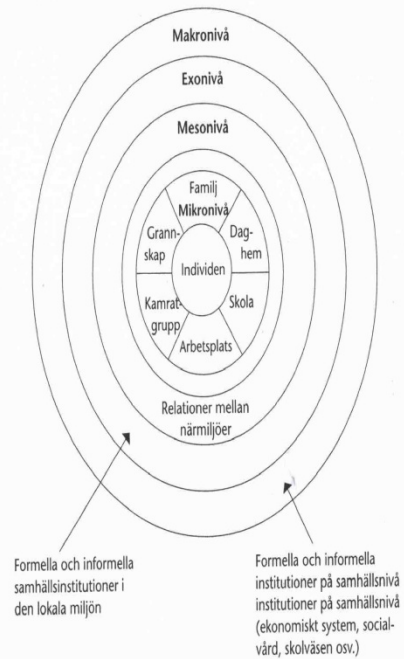 Makronivå
Exonivå
Mesonivå
Familj
Mikronivå
Grann-
skap
Dag-
hem
Individen
Kamrat-
grupp
Skola
Arbetsplats
Relationer mellan
närmiljöer
Formella och informella
samhällsinstitutioner i
den lokala miljön
Formella och informella
institutioner på samhällsnivå
institutioner på samhällsnivå
(ekonomiskt system, social-
vård, skolväsen osv.)